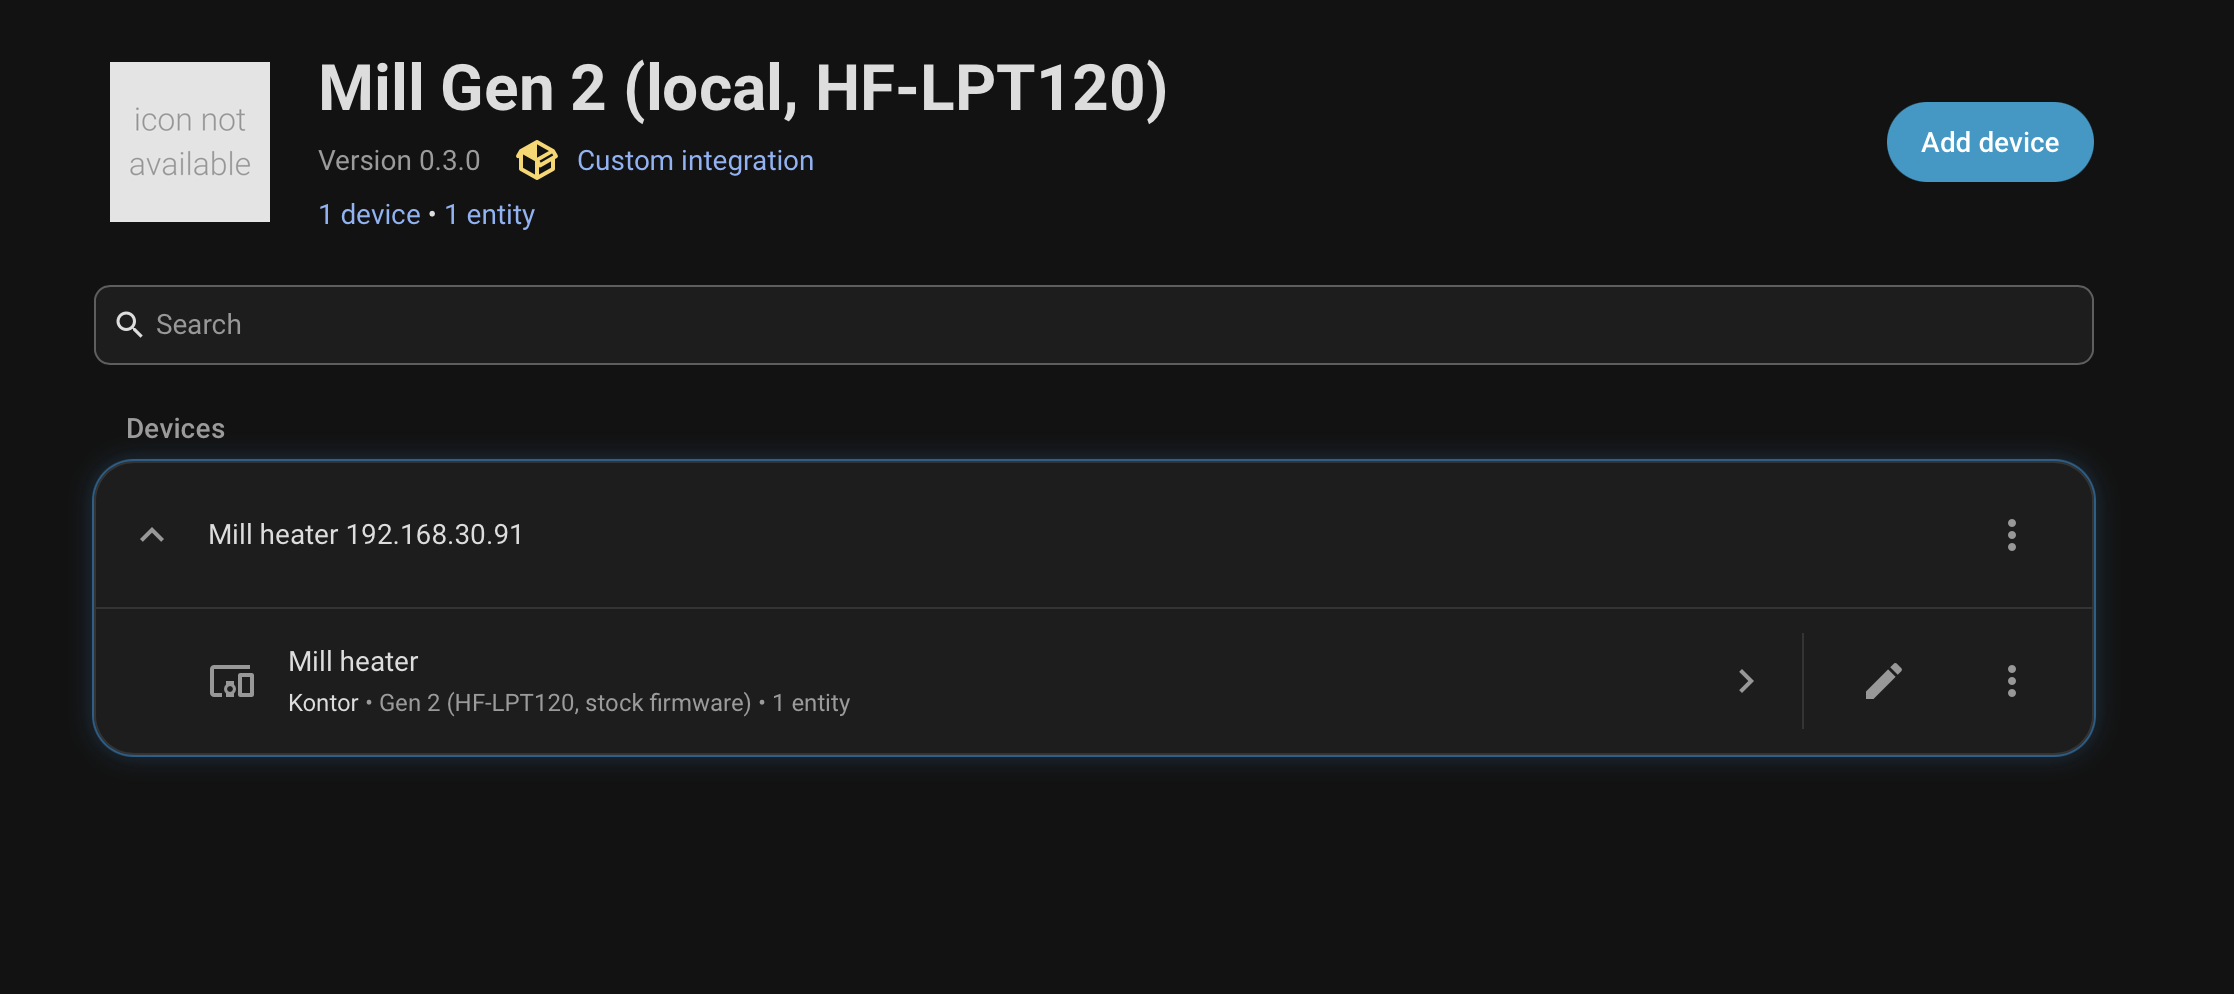 icon not
available
Mill Gen 2 (local, HF-LPT120)
Version 0.3.0 Custom integration
1 device • 1 entity
Add device
Search
Devices
Mill heater 192.168.30.91
Mill heater
Kontor • Gen 2 (HF-LPT120, stock firmware) • 1 entity